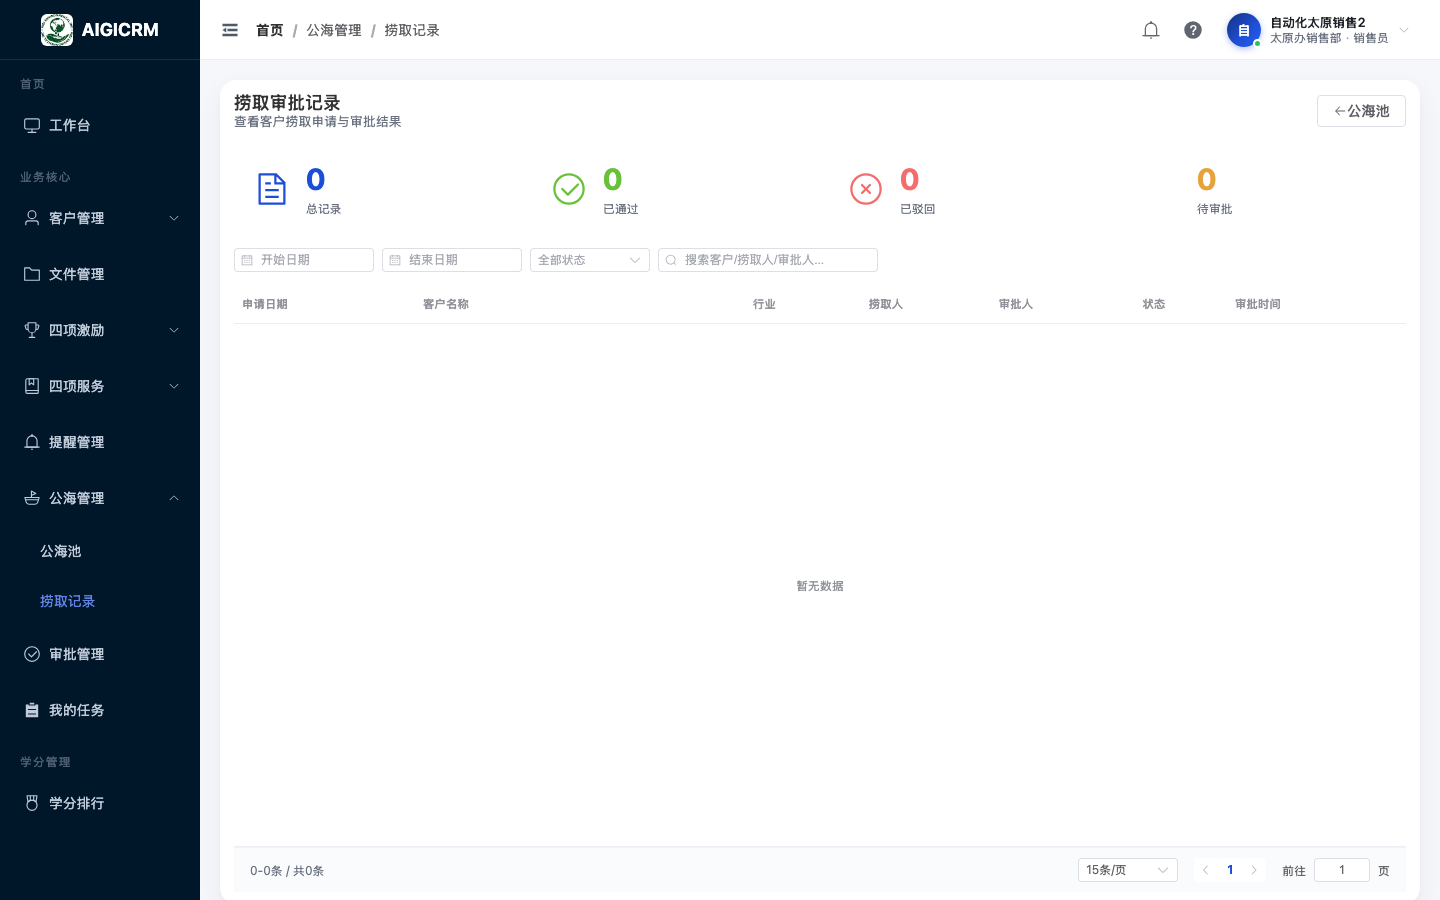 AIGICRM
首页
工作台
业务核心
客户管理
文件管理
四项激励
四项服务
提醒管理
公海管理
公海池
捞取记录
审批管理
我的任务
学分管理
学分排行
首页 / 公海管理 / 捞取记录
?
自
自动化太原销售2
太原办销售部 · 销售员
捞取审批记录
查看客户捞取申请与审批结果
公海池
0
总记录
0
已通过
0
已驳回
0
待审批
开始日期
结束日期
全部状态
搜索客户/捞取人/审批人...
申请日期 客户名称 行业 捞取人 审批人 状态 审批时间
暂无数据
0-0条 / 共0条
15条/页
1
前往 1 页